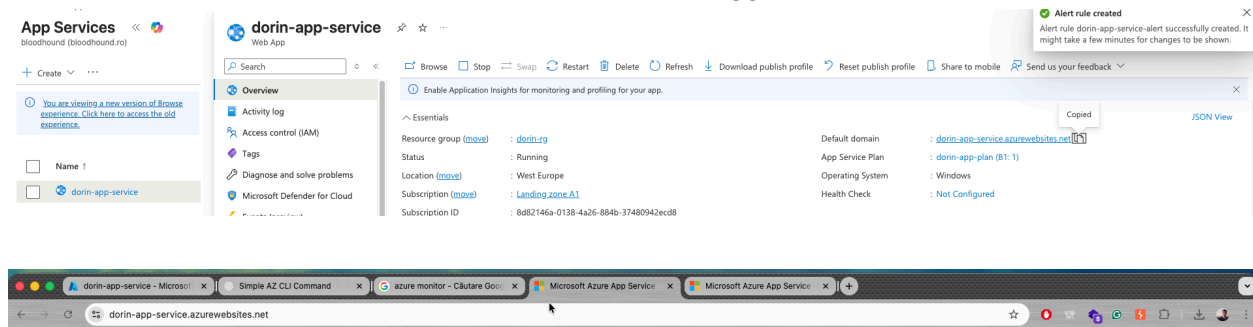 App Services
bloodhound (bloodhound.ro)
Create
You are viewing a new version of Browse
experience. Click here to access the old
experience.
Name ↑
dorin-app-service
dorin-app-service
Web App
Search
Overview
Activity log
Access control (IAM)
Tags
Diagnose and solve problems
Microsoft Defender for Cloud
Browse Stop Swap Restart Delete Refresh Download publish profile Reset publish profile Share to mobile Send us your feedback
Enable Application Insights for monitoring and profiling for your app.
Essentials
JSON View
Resource group (move) : dorin-rg
Status : Running
Location (move) : West Europe
Subscription (move) : Landing zone A1
Subscription ID : 8d82146a-0138-4a26-884b-37480942ecd8
Copied
Default domain : dorin-app-service.azurewebsites.net
App Service Plan : dorin-app-plan (B1: 1)
Operating System : Windows
Health Check : Not Configured
Alert rule created
Alert rule dorin-app-service-alert successfully created. It
might take a few minutes for changes to be shown.
dorin-app-service - Microsof
Simple AZ CLI Command
azure monitor - Căutare Goog
Microsoft Azure App Service
Microsoft Azure App Service
dorin-app-service.azurewebsites.net